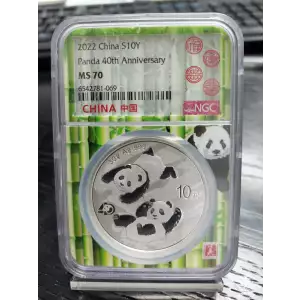 2022 China S10Y
Panda 40th Anniversary
MS 70
6542781-069
CHINA 中国
NGC
10元